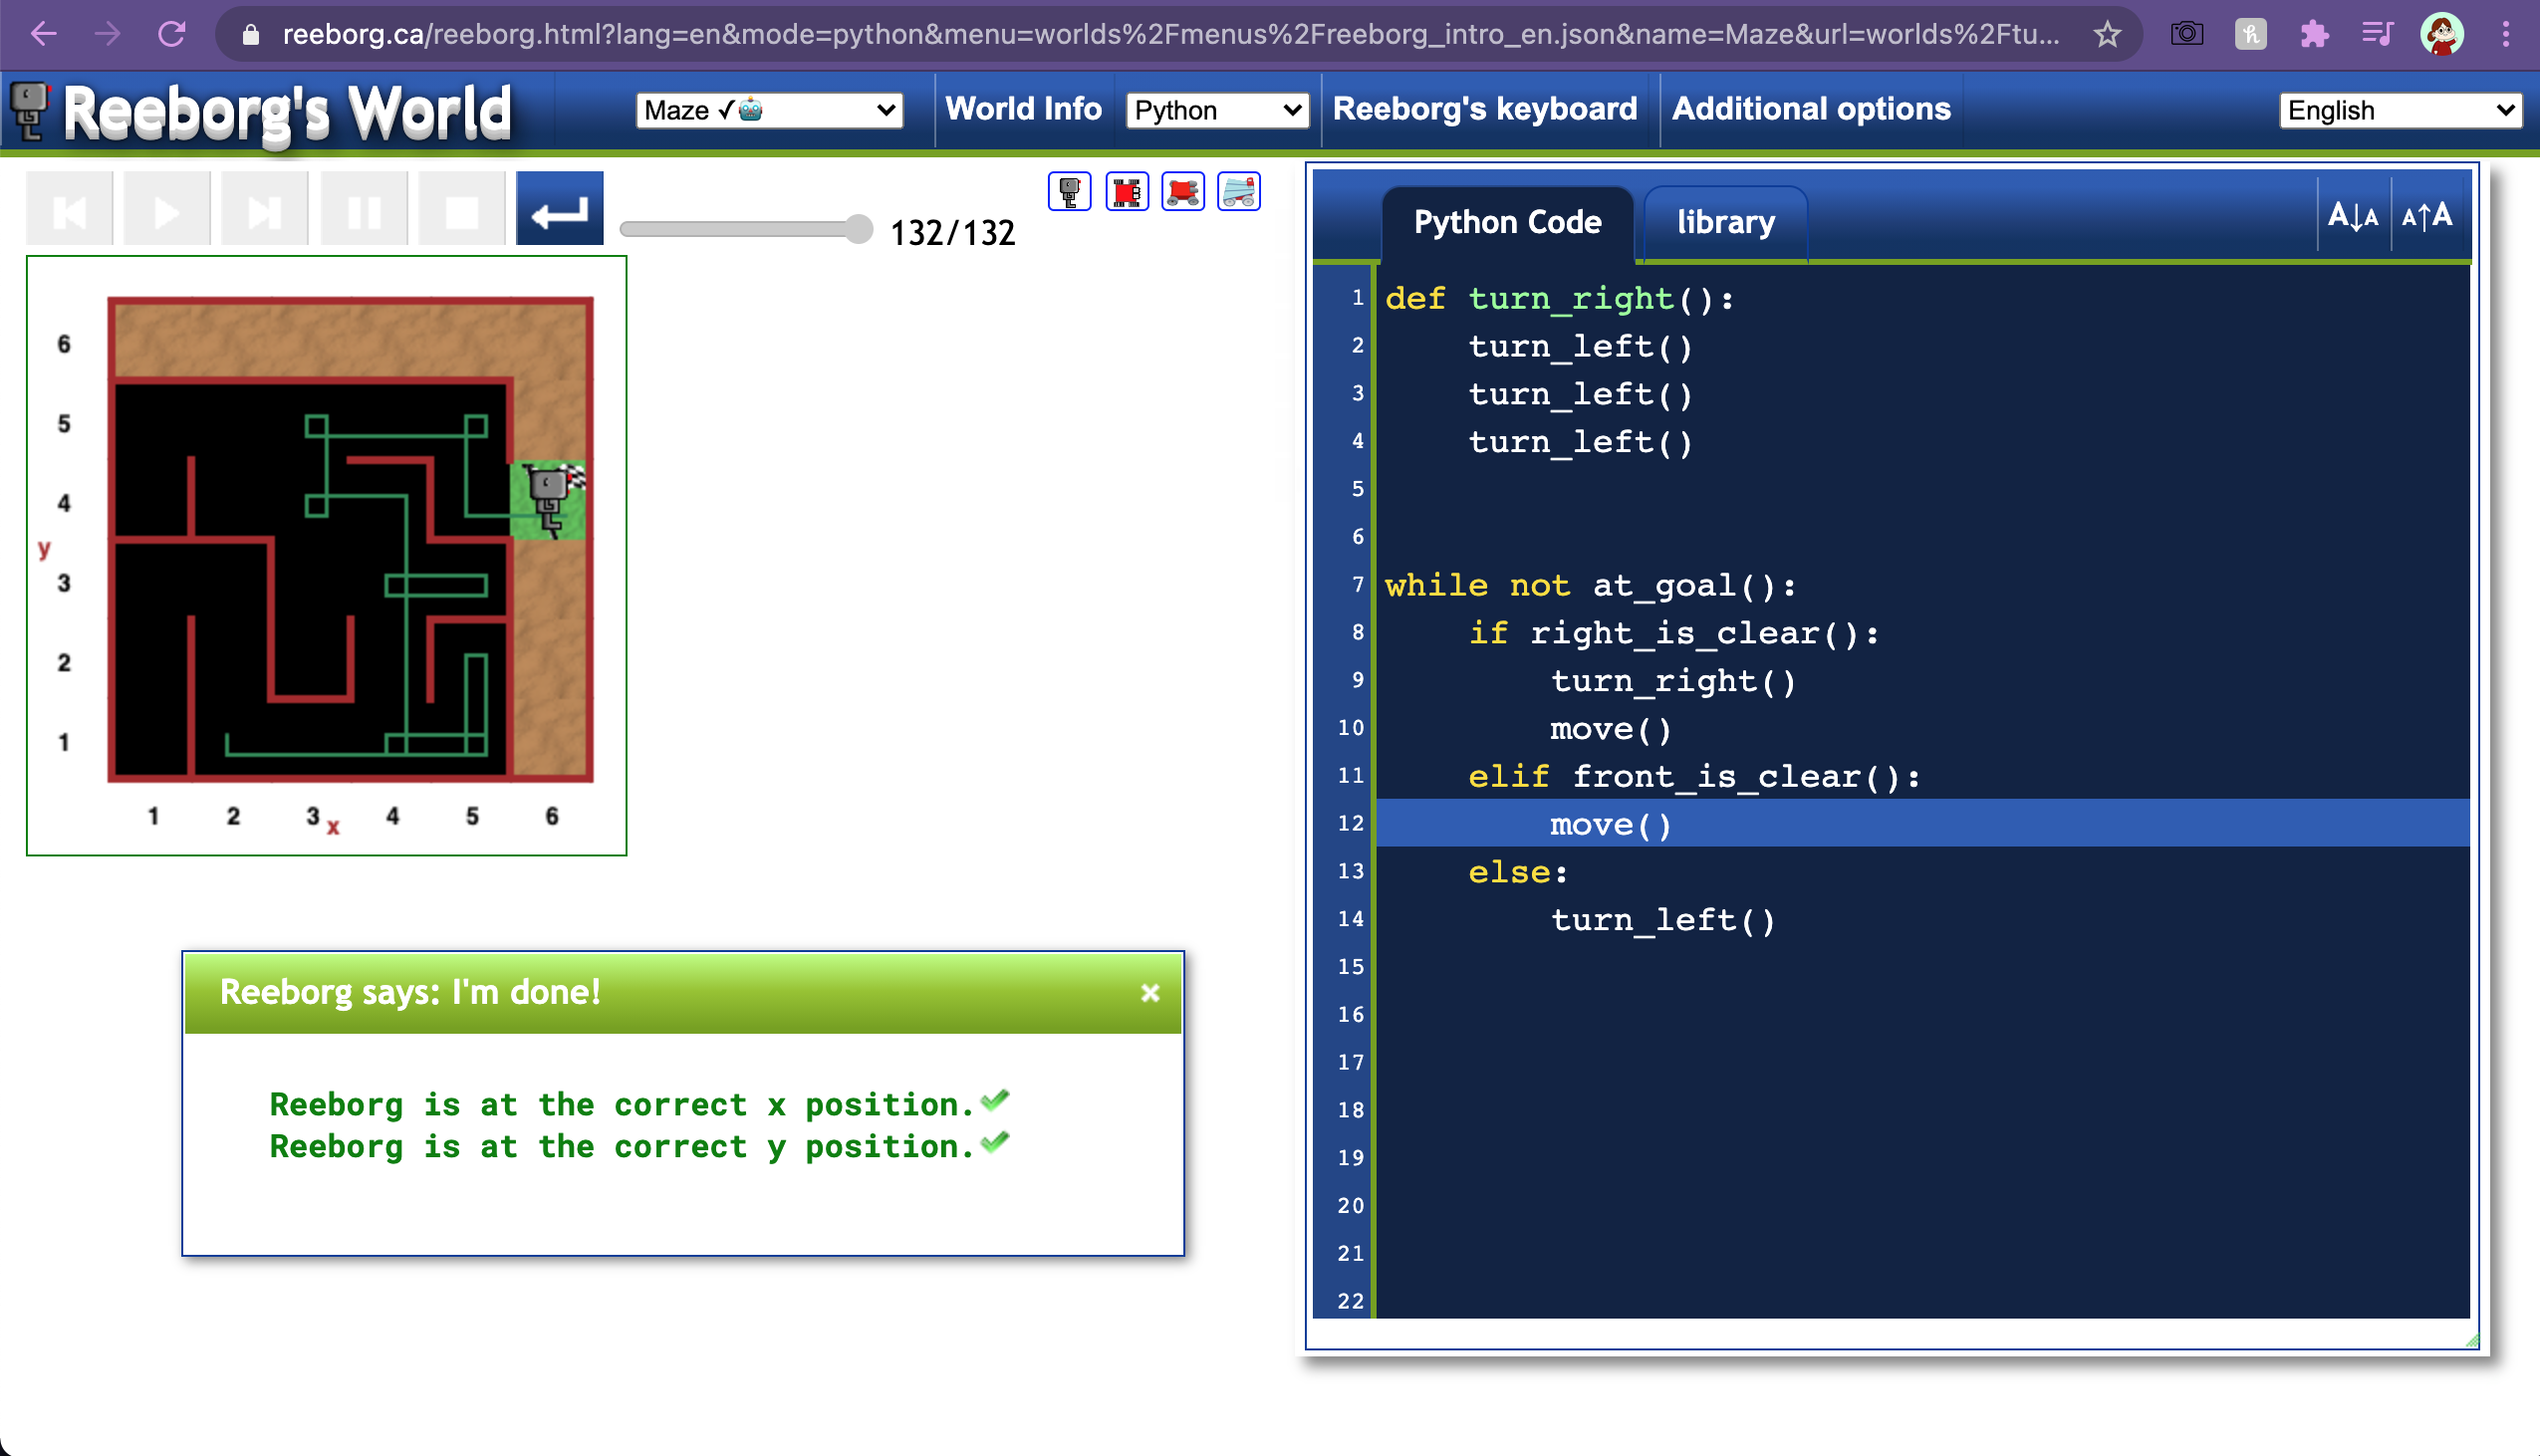 reeborg.ca/reeborg.html?lang=en&mode=python&menu=worlds%2Fmenus%2Freeborg_intro_en.json&name=Maze&url=worlds%2Ftu...
Reeborg's World
Maze ✓🤖
World Info
Python
Reeborg's keyboard
Additional options
English
132/132
Python Code
library
A↓A
A↑A
6
5
4
y
3
2
1
1 2 3 x 4 5 6
1 def turn_right():
2     turn_left()
3     turn_left()
4     turn_left()
5
6
7 while not at_goal():
8     if right_is_clear():
9         turn_right()
10         move()
11     elif front_is_clear():
12         move()
13     else:
14         turn_left()
15
16
17
18
19
20
21
22
Reeborg says: I'm done!
×
Reeborg is at the correct x position.✔
Reeborg is at the correct y position.✔